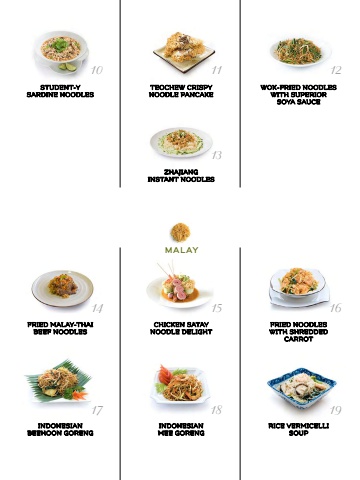 10
STUDENT-Y
SARDINE NOODLES
11
TEOCHEW CRISPY
NOODLE PANCAKE
12
WOK-FRIED NOODLES
WITH SUPERIOR
SOYA SAUCE
13
ZHAJIANG
INSTANT NOODLES
MALAY
14
FRIED MALAY-THAI
BEEF NOODLES
15
CHICKEN SATAY
NOODLE DELIGHT
16
FRIED NOODLES
WITH SHREDDED
CARROT
17
INDONESIAN
BEEHOON GORENG
18
INDONESIAN
MEE GORENG
19
RICE VERMICELLI
SOUP